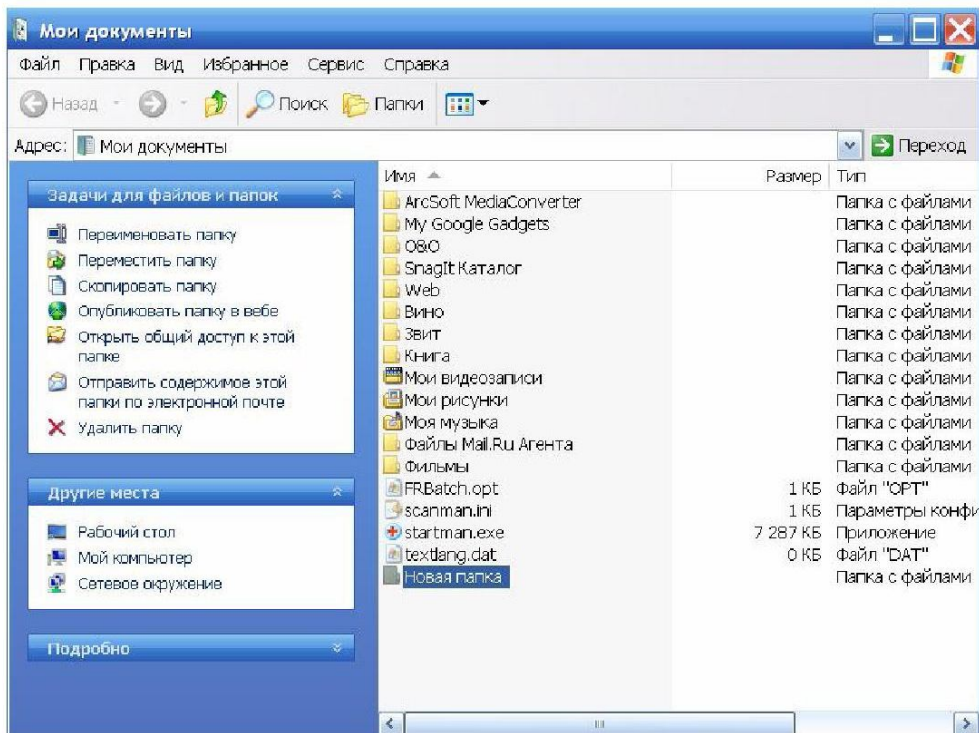 Мои документы
Файл Правка Вид Избранное Сервис Справка
Назад Поиск Папки
Адрес: Мои документы Переход
Задачи для файлов и папок
Переименовать папку
Переместить папку
Скопировать папку
Опубликовать папку в вебе
Открыть общий доступ к этой
папке
Отправить содержимое этой
папки по электронной почте
Удалить папку
Другие места
Рабочий стол
Мой компьютер
Сетевое окружение
Подробно
Имя Размер Тип
ArcSoft MediaConverter Папка с файлами
My Google Gadgets Папка с файлами
O&O Папка с файлами
SnagIt Каталог Папка с файлами
Web Папка с файлами
Вино Папка с файлами
Звит Папка с файлами
Книга Папка с файлами
Мои видеозаписи Папка с файлами
Мои рисунки Папка с файлами
Моя музыка Папка с файлами
Файлы Mail.Ru Агента Папка с файлами
Фильмы Папка с файлами
FRBatch.opt 1 КБ Файл "OPT"
scanman.ini 1 КБ Параметры конфи
startman.exe 7 287 КБ Приложение
textlang.dat 0 КБ Файл "DAT"
Новая папка Папка с файлами